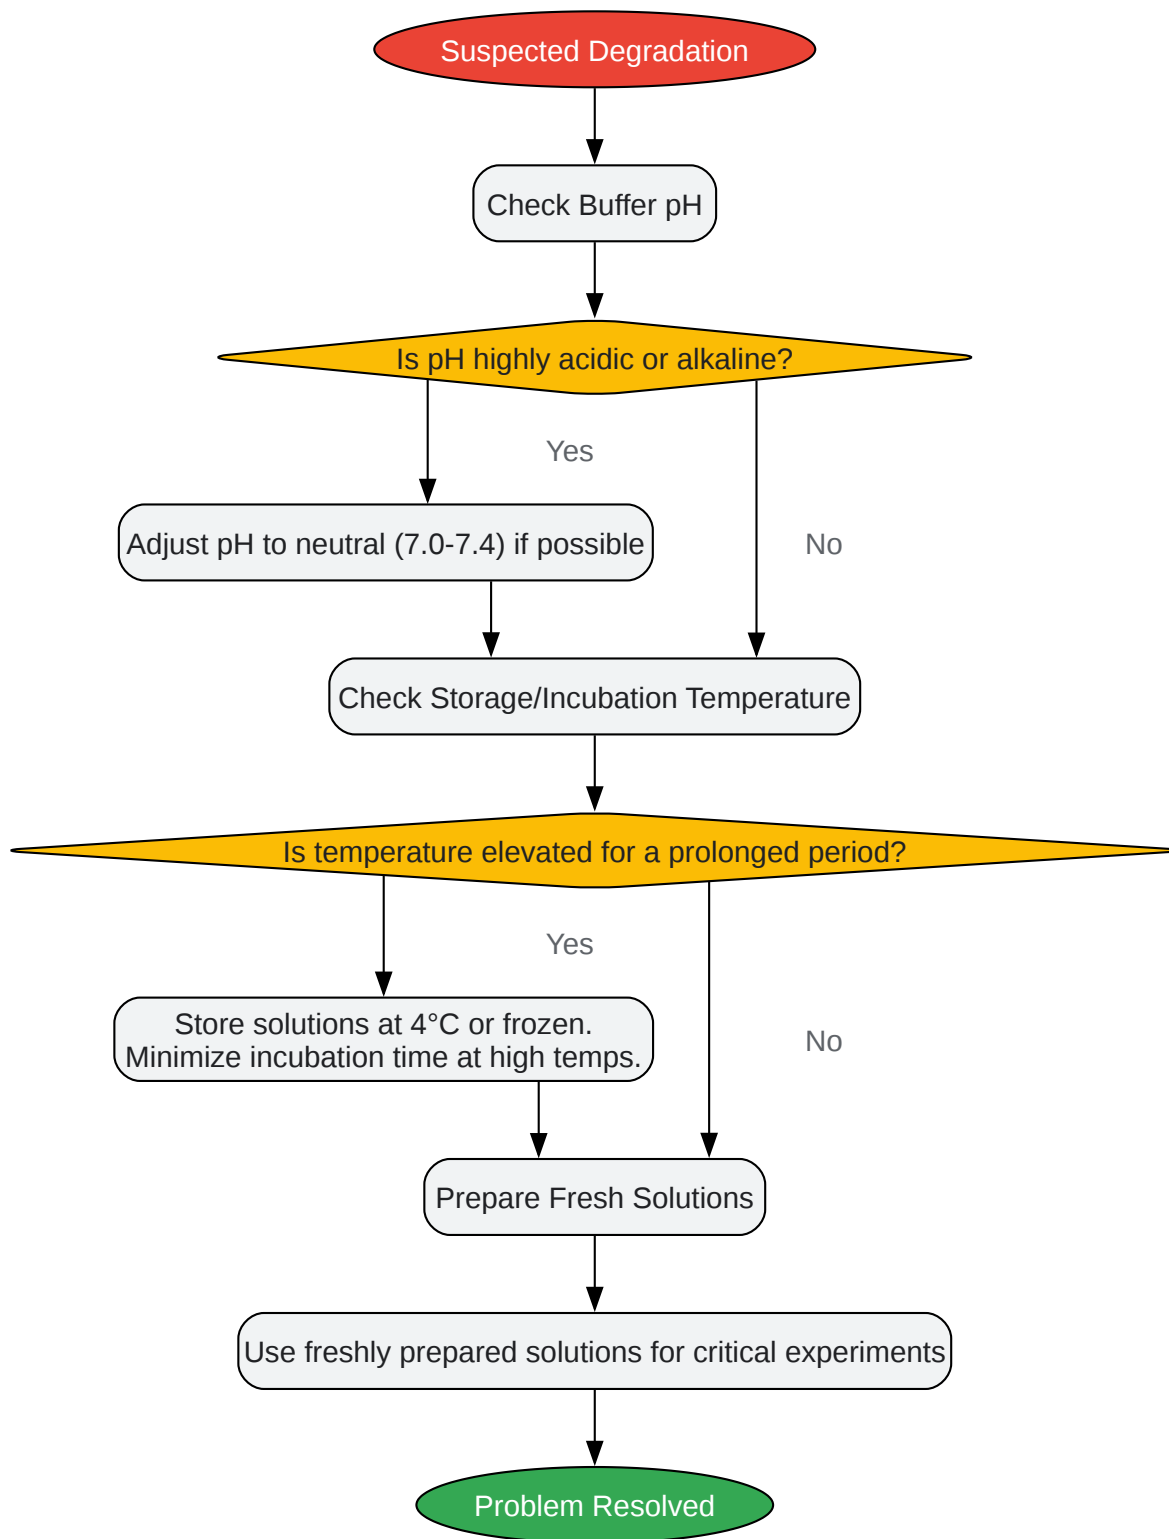 Suspected Degradation
Check Buffer pH
Is pH highly acidic or alkaline?
Yes
Adjust pH to neutral (7.0-7.4) if possible
No
Check Storage/Incubation Temperature
Is temperature elevated for a prolonged period?
Yes
Store solutions at 4°C or frozen.
Minimize incubation time at high temps.
No
Prepare Fresh Solutions
Use freshly prepared solutions for critical experiments
Problem Resolved